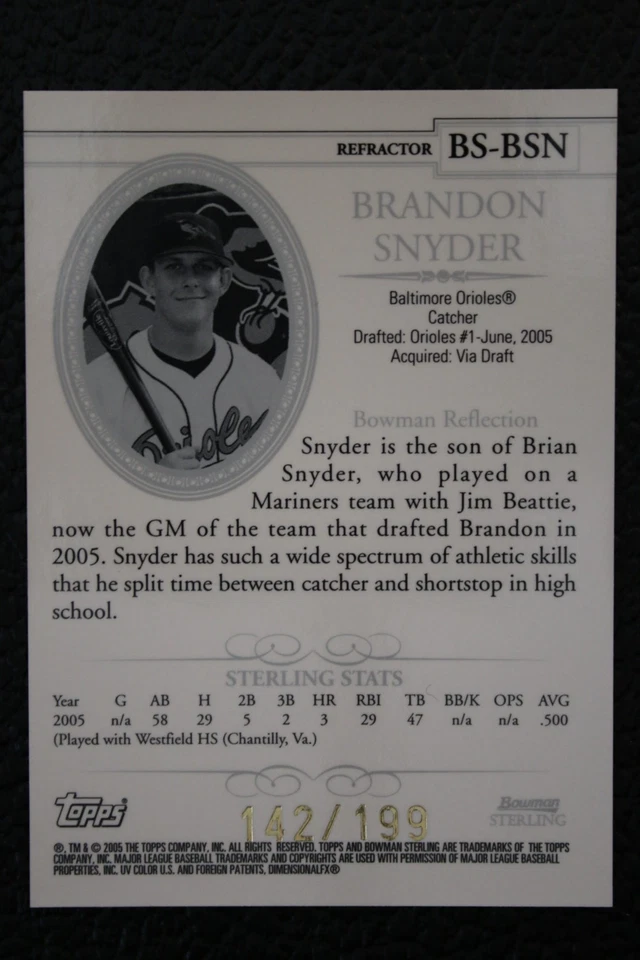 REFRACTOR BS-BSN
BRANDON
SNYDER
Baltimore Orioles®
Catcher
Drafted: Orioles #1-June, 2005
Acquired: Via Draft
Orioles
Bowman Reflection
Snyder is the son of Brian
Snyder, who played on a
Mariners team with Jim Beattie,
now the GM of the team that drafted Brandon in
2005. Snyder has such a wide spectrum of athletic skills
that he split time between catcher and shortstop in high
school.
STERLING STATS
Year G AB H 2B 3B HR RBI TB BB/K OPS AVG
2005 n/a 58 29 5 2 3 29 47 n/a n/a .500
(Played with Westfield HS (Chantilly, Va.)
Topps 142/199 Bowman
STERLING
®, TM & © 2005 THE TOPPS COMPANY, INC. ALL RIGHTS RESERVED. TOPPS AND BOWMAN STERLING ARE TRADEMARKS OF THE TOPPS
COMPANY, INC. MAJOR LEAGUE BASEBALL TRADEMARKS AND COPYRIGHTS ARE USED WITH PERMISSION OF MAJOR LEAGUE BASEBALL
PROPERTIES, INC. UV COLOR U.S. AND FOREIGN PATENTS, DIMENSIONALFX®